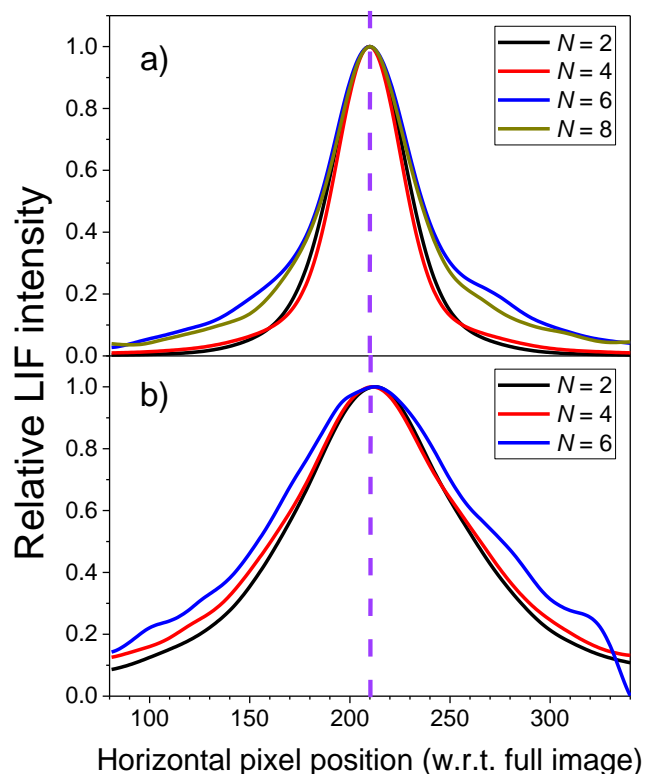 Relative LIF intensity
a)
N = 2
N = 4
N = 6
N = 8
1.0
0.8
0.6
0.4
0.2
0.0
b)
N = 2
N = 4
N = 6
1.0
0.8
0.6
0.4
0.2
0.0
100 150 200 250 300
Horizontal pixel position (w.r.t. full image)